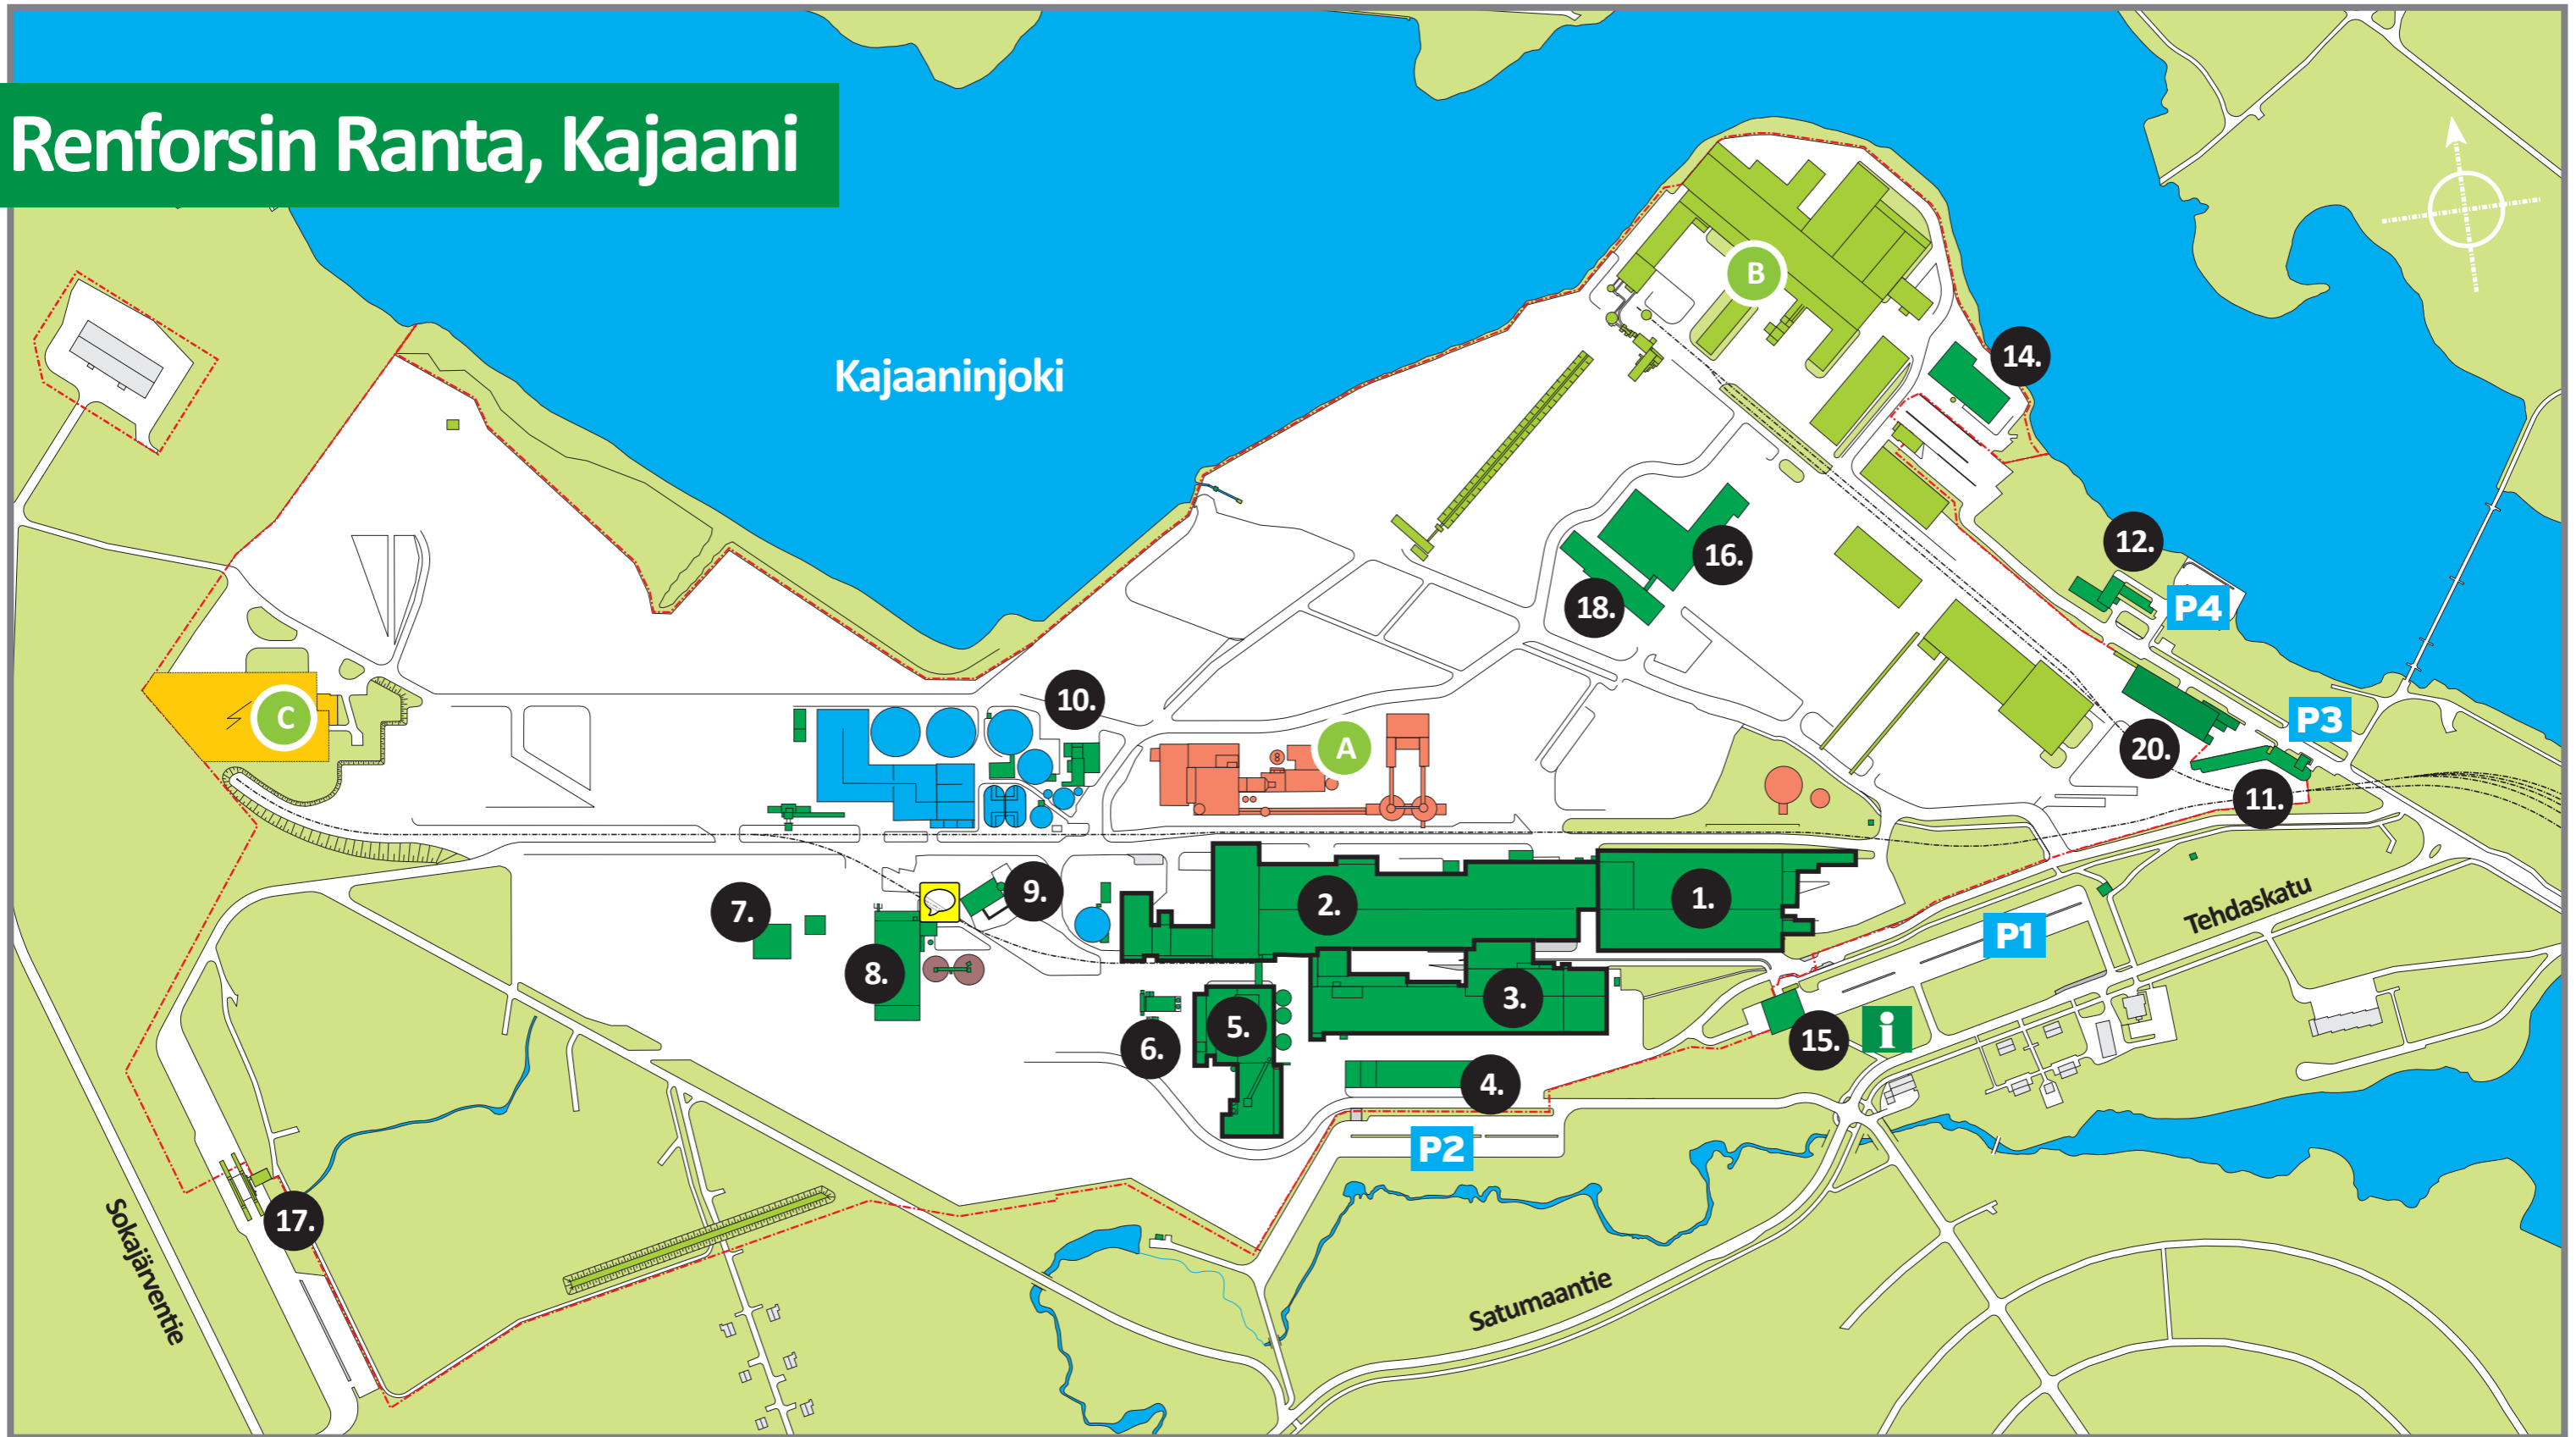 Renforsin Ranta, Kajaani
Kajaaninjoki
B
14.
12.
P4
16.
18.
10.
C
A
P3
20.
11.
9.
7.
2.
1.
Tehdaskatu
P1
8.
3.
5.
6.
15.
i
4.
P2
17.
Sokajärventie
Satumaantie